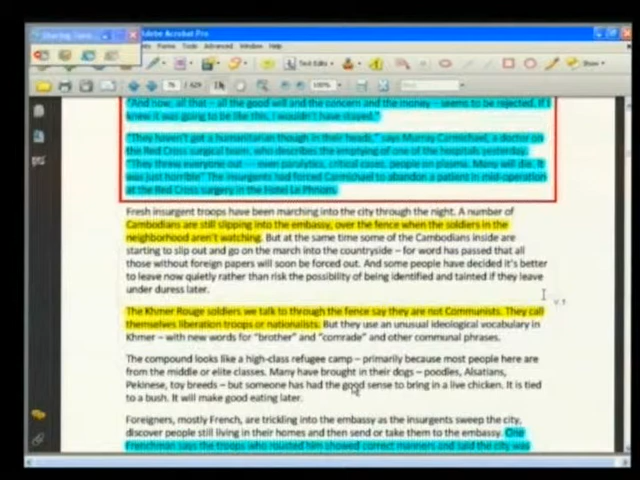 Adobe Acrobat Pro
Forms Tools Advanced Window Help
Text Edits
Show
76 / 100%
"And now, all that – all the good will and the concern and the money – seems to be rejected. If I
knew it was going to be like this, I wouldn't have stayed."
"They haven't got a humanitarian though in their heads," says Murray Carmichael, a doctor on
the Red Cross surgical team, who describes the emptying of one of the hospitals yesterday.
"They threw everyone out – even paralytics, critical cases, people on plasma. Many will die. It
was just horrible" The insurgents had forced Carmichael to abandon a patient in mid-operation
at the Red Cross surgery in the Hotel Le Phnom.
Fresh insurgent troops have been marching into the city through the night. A number of
Cambodians are still slipping into the embassy, over the fence when the soldiers in the
neighborhood aren't watching. But at the same time some of the Cambodians inside are
starting to slip out and go on the march into the countryside – for word has passed that all
those without foreign papers will soon be forced out. And some people have decided it's better
to leave now quietly rather than risk the possibility of being identified and tainted if they leave
under duress later.
The Khmer Rouge soldiers we talk to through the fence say they are not Communists. They call
themselves liberation troops or nationalists. But they use an unusual ideological vocabulary in
Khmer – with new words for "brother" and "comrade" and other communal phrases.
The compound looks like a high-class refugee camp – primarily because most people here are
from the middle or elite classes. Many have brought in their dogs – poodles, Alsatians,
Pekinese, toy breeds – but someone has had the good sense to bring in a live chicken. It is tied
to a bush. It will make good eating later.
Foreigners, mostly French, are trickling into the embassy as the insurgents sweep the city,
discover people still living in their homes and then send or take them to the embassy. One
Frenchman says the troops who rousted him showed correct manners and said the city was